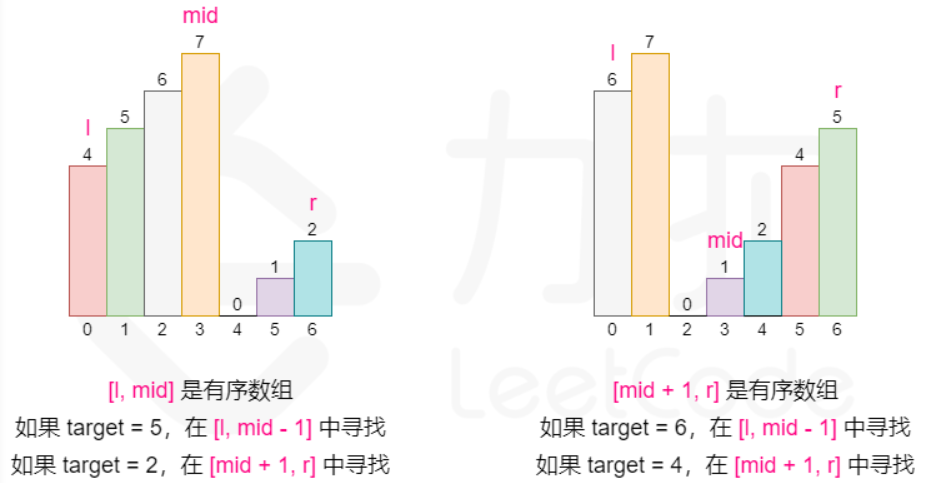 mid
7
6
5
l
4
r
2
1
0
0 1 2 3 4 5 6
[l, mid] 是有序数组
如果 target = 5，在 [l, mid - 1] 中寻找
如果 target = 2，在 [mid + 1, r] 中寻找
l
7
6
r
5
4
mid
2
1
0
0 1 2 3 4 5 6
[mid + 1, r] 是有序数组
如果 target = 6，在 [l, mid - 1] 中寻找
如果 target = 4，在 [mid + 1, r] 中寻找
力扣
LeetCode